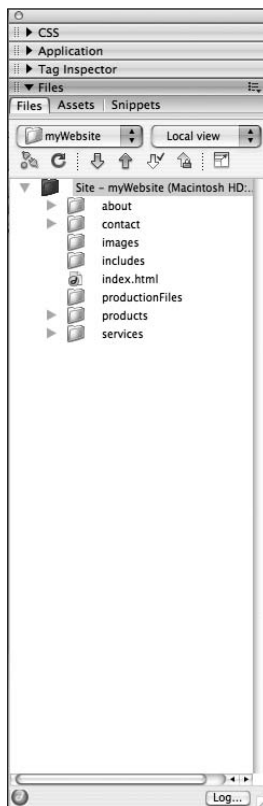 CSS
Application
Tag Inspector
Files
Files Assets Snippets
myWebsite Local view
Site – myWebsite (Macintosh HD:..
about
contact
images
includes
index.html
productionFiles
products
services
Log...